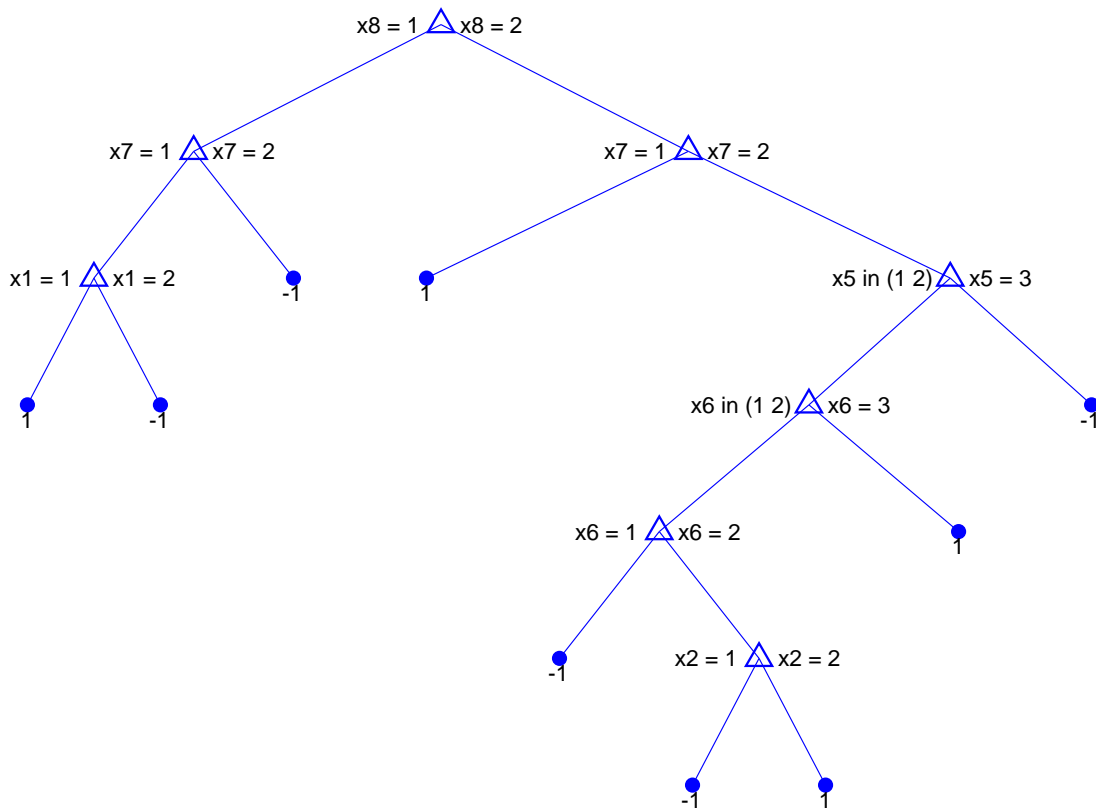 x8 = 1 x8 = 2
x7 = 1 x7 = 2 x7 = 1 x7 = 2
x1 = 1 x1 = 2 -1 1 x5 in (1 2) x5 = 3
1 -1 x6 in (1 2) x6 = 3 -1
x6 = 1 x6 = 2 1
-1 x2 = 1 x2 = 2
-1 1